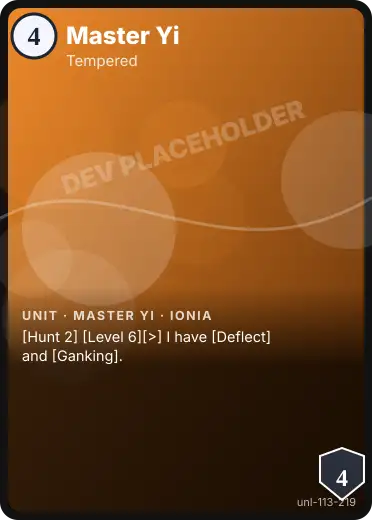 4
Master Yi
Tempered
DEV PLACEHOLDER
UNIT · MASTER YI · IONIA
[Hunt 2] [Level 6][>] I have [Deflect]
and [Ganking].
4
unl-113-219